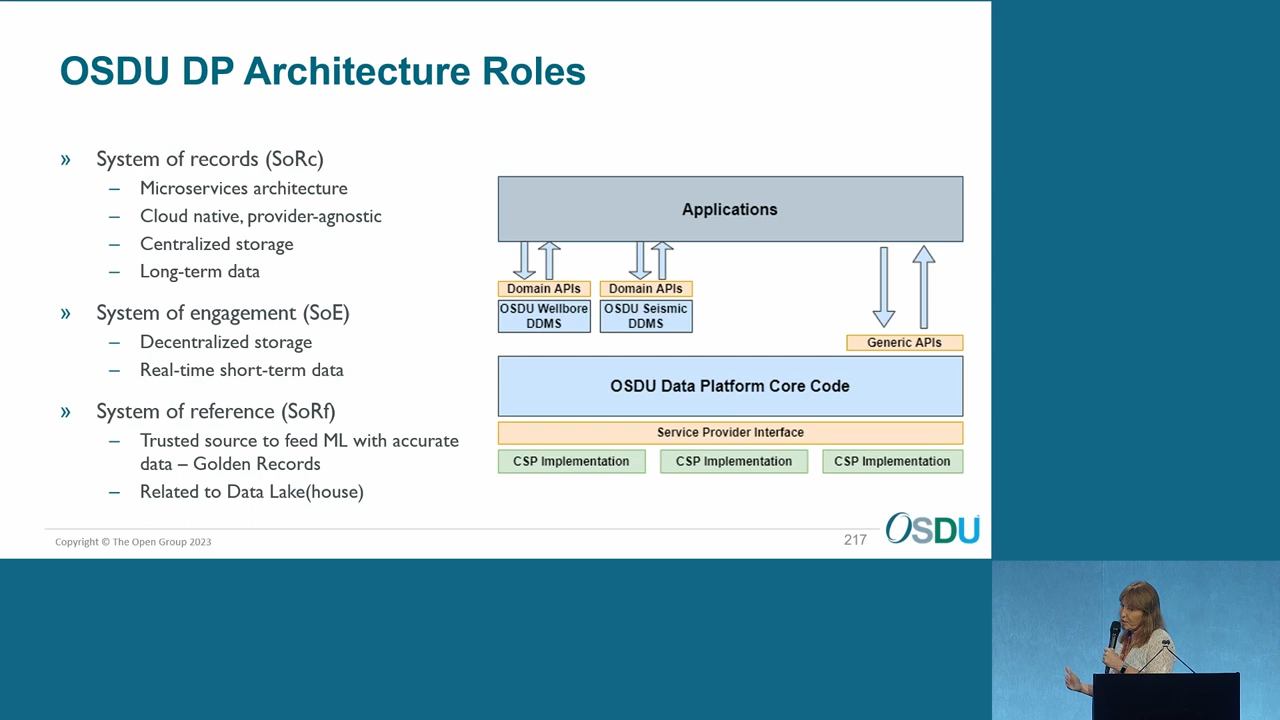 OSDU DP Architecture Roles
» System of records (SoRc)
– Microservices architecture
– Cloud native, provider-agnostic
– Centralized storage
– Long-term data
» System of engagement (SoE)
– Decentralized storage
– Real-time short-term data
» System of reference (SoRf)
– Trusted source to feed ML with accurate
data – Golden Records
– Related to Data Lake(house)
Applications
Domain APIs
Domain APIs
OSDU Wellbore
DDMS
OSDU Seismic
DDMS
Generic APIs
OSDU Data Platform Core Code
Service Provider Interface
CSP Implementation
CSP Implementation
CSP Implementation
Copyright © The Open Group 2023
217
OSDU